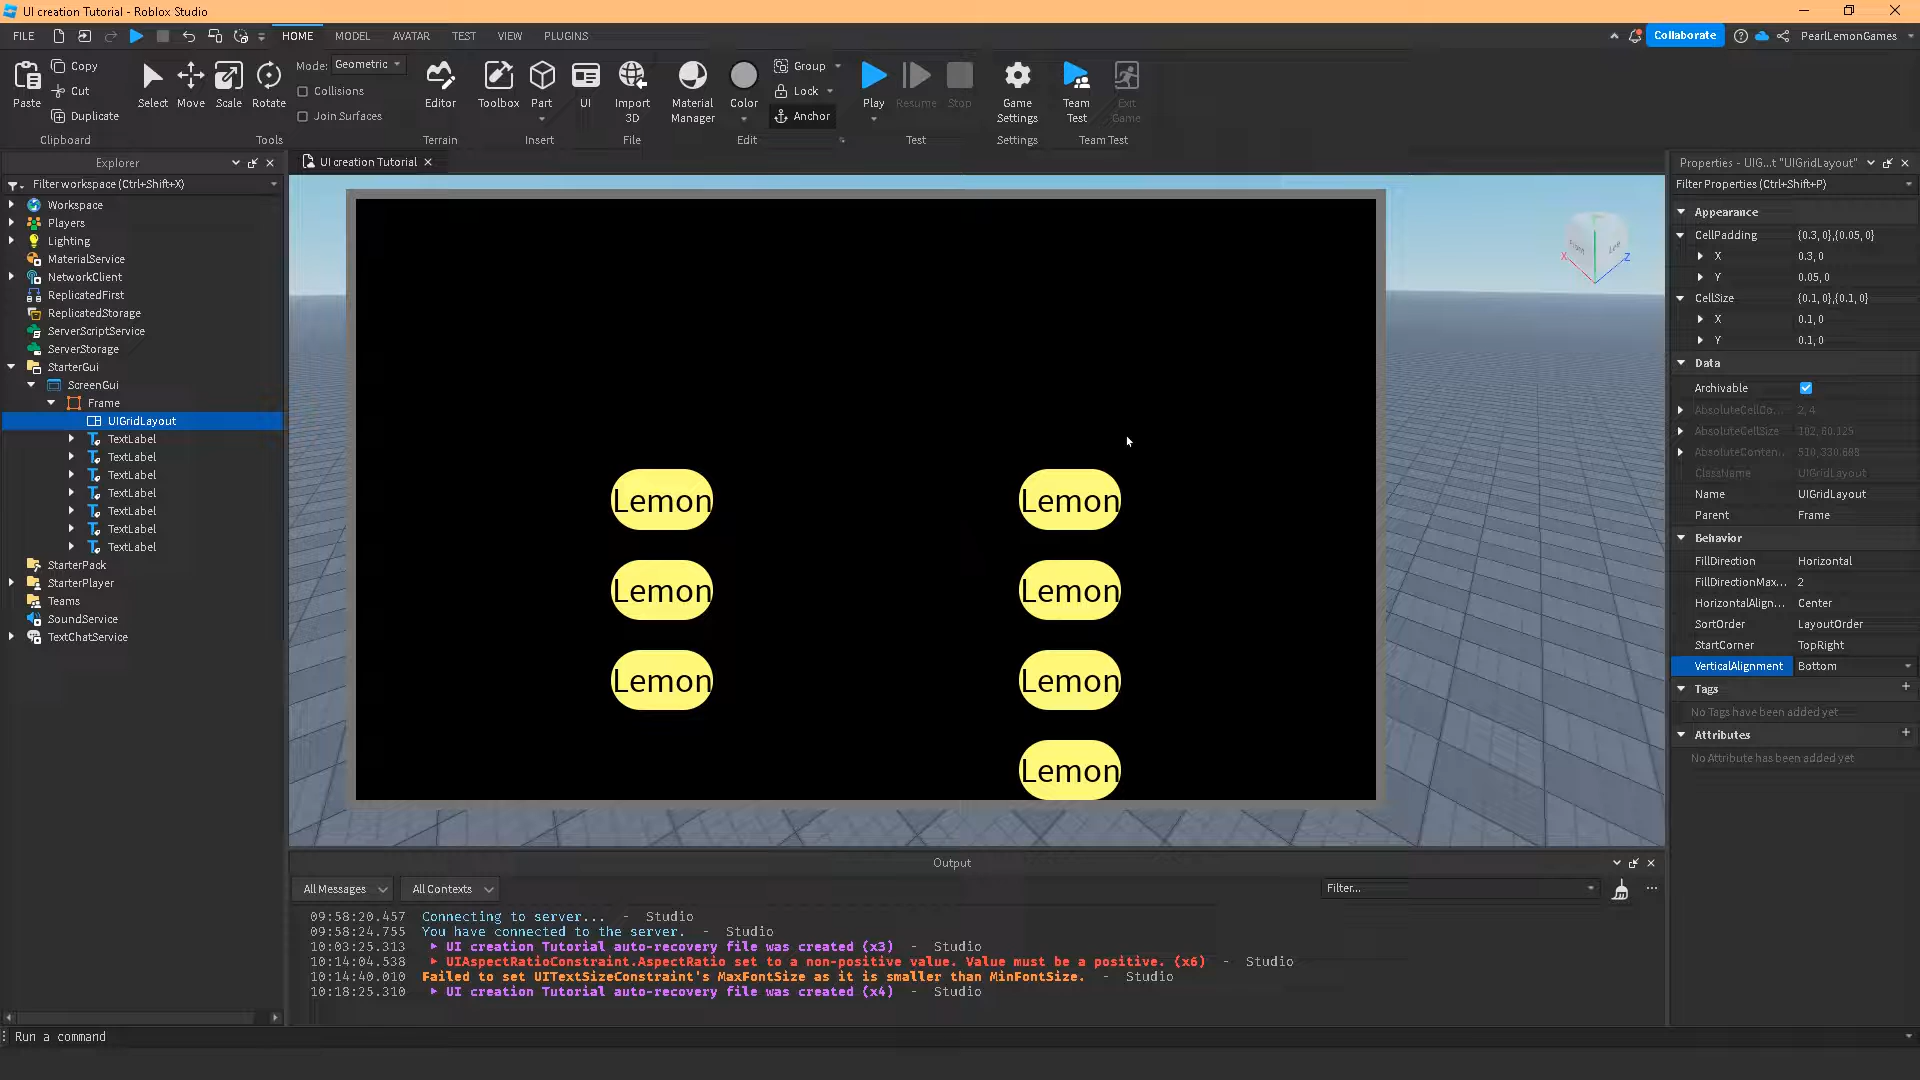 UI creation Tutorial - Roblox Studio
FILE HOME MODEL AVATAR TEST VIEW PLUGINS Collaborate PearlLemonGames
Copy Mode: Geometric Group
Cut Collisions Lock
Duplicate Join Surfaces Anchor
Paste Select Move Scale Rotate Editor Toolbox Part UI Import 3D Material Manager Color Play Resume Stop Game Settings Team Test Exit Game
Clipboard Tools Terrain Insert File Edit Test Settings Team Test
Explorer
Filter workspace (Ctrl+Shift+X)
Workspace
Players
Lighting
MaterialService
NetworkClient
ReplicatedFirst
ReplicatedStorage
ServerScriptService
ServerStorage
StarterGui
ScreenGui
Frame
UIGridLayout
TextLabel
TextLabel
TextLabel
TextLabel
TextLabel
TextLabel
TextLabel
StarterPack
StarterPlayer
Teams
SoundService
TextChatService
UI creation Tutorial
Front Left
X Z
Lemon Lemon
Lemon Lemon
Lemon Lemon
Lemon
Properties - UIG...t "UIGridLayout"
Filter Properties (Ctrl+Shift+P)
Appearance
CellPadding {0.3, 0},{0.05, 0}
X 0.3, 0
Y 0.05, 0
CellSize {0.1, 0},{0.1, 0}
X 0.1, 0
Y 0.1, 0
Data
Archivable
AbsoluteCellCo... 2, 4
AbsoluteCellSize 102, 60.125
AbsoluteConten... 510, 330.688
ClassName UIGridLayout
Name UIGridLayout
Parent Frame
Behavior
FillDirection Horizontal
FillDirectionMax... 2
HorizontalAlign... Center
SortOrder LayoutOrder
StartCorner TopRight
VerticalAlignment Bottom
Tags
No Tags have been added yet
Attributes
No Attribute has been added yet
Output
All Messages All Contexts Filter...
09:58:20.457 Connecting to server... - Studio
09:58:24.755 You have connected to the server. - Studio
10:03:25.313 UI creation Tutorial auto-recovery file was created (x3) - Studio
10:14:04.538 UIAspectRatioConstraint.AspectRatio set to a non-positive value. Value must be a positive. (x6) - Studio
10:14:40.010 Failed to set UITextSizeConstraint's MaxFontSize as it is smaller than MinFontSize. - Studio
10:18:25.310 UI creation Tutorial auto-recovery file was created (x4) - Studio
Run a command